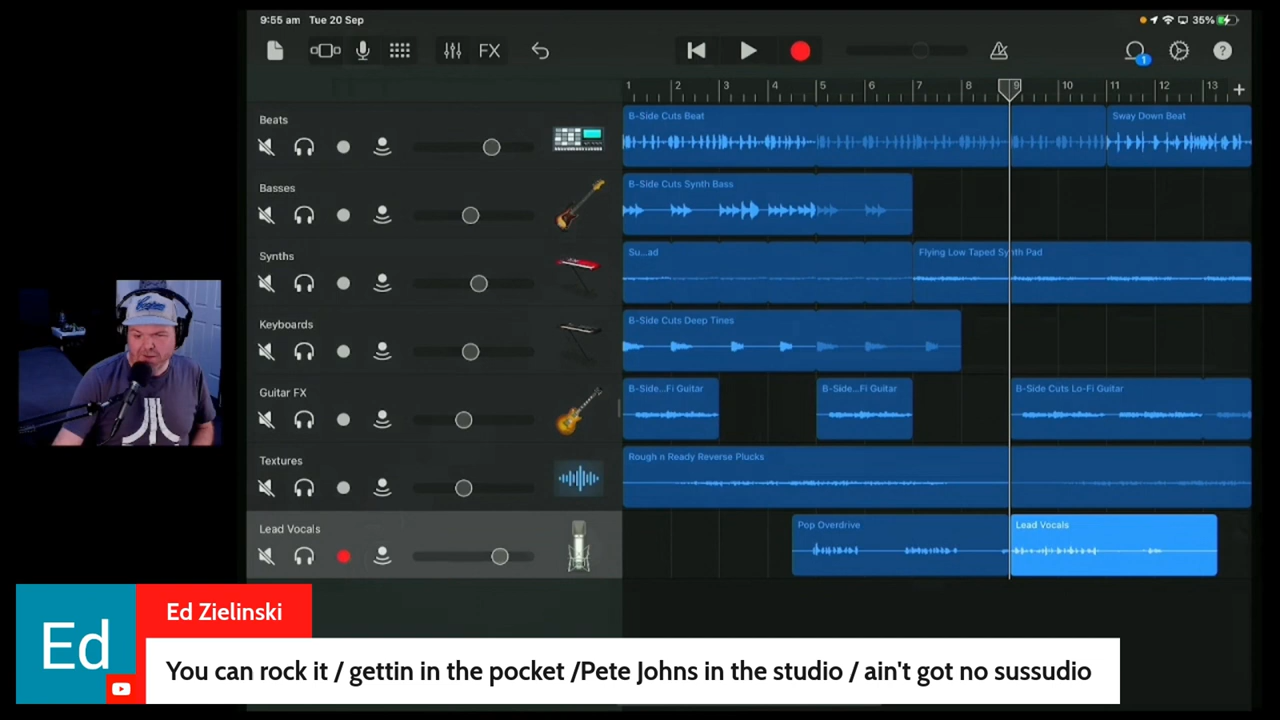 9:55 am Tue 20 Sep
35%
FX
1
?
1 2 3 4 5 6 7 8 9 10 11 12 13 +
Beats
B-Side Cuts Beat
Sway Down Beat
Basses
B-Side Cuts Synth Bass
Synths
Su...ad
Flying Low Taped Synth Pad
Keyboards
B-Side Cuts Deep Tines
Guitar FX
B-Side...Fi Guitar
B-Side...Fi Guitar
B-Side Cuts Lo-Fi Guitar
Textures
Rough n Ready Reverse Plucks
Lead Vocals
Pop Overdrive
Lead Vocals
Ed
Ed Zielinski
You can rock it / gettin in the pocket /Pete Johns in the studio / ain't got no sussudio